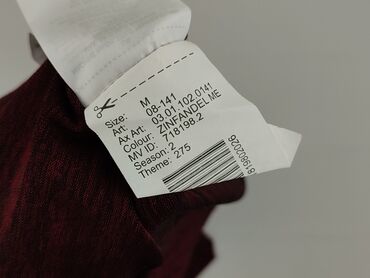 Size: M
Art: 08-141
Ax Art: 03.01.102.0141
Colour: ZINFANDEL ME
MV ID: 718198.2
Season: 2
Theme: 275